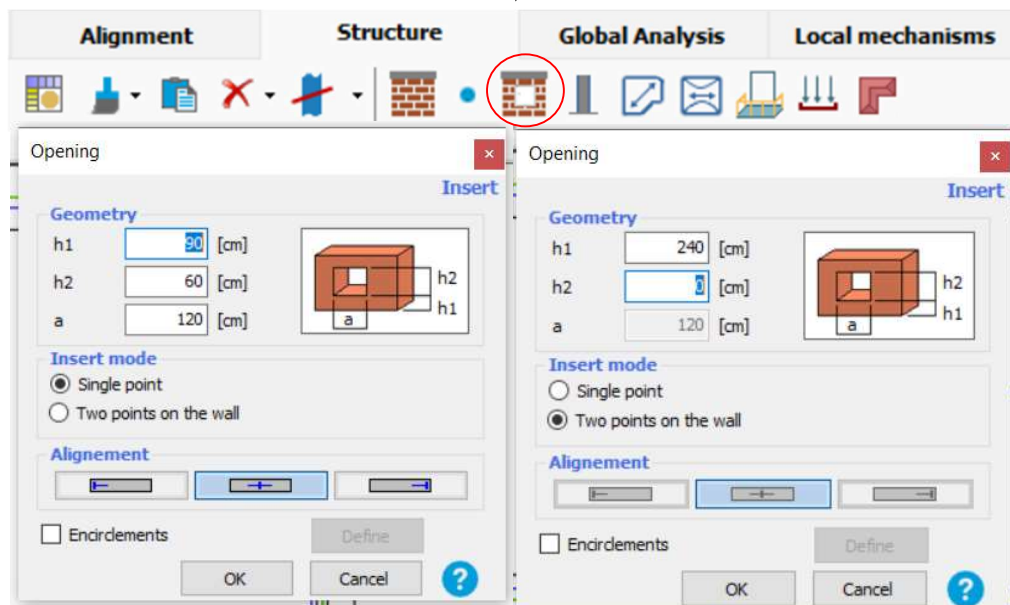 Alignment Structure Global Analysis Local mechanisms
Opening
Insert
Geometry
h1 90 [cm]
h2 60 [cm]
a 120 [cm]
h2
h1
a
Insert mode
Single point
Two points on the wall
Alignement
Encirclements Define
OK Cancel ?
Opening
Insert
Geometry
h1 240 [cm]
h2 0 [cm]
a 120 [cm]
h2
h1
a
Insert mode
Single point
Two points on the wall
Alignement
Encirclements Define
OK Cancel ?